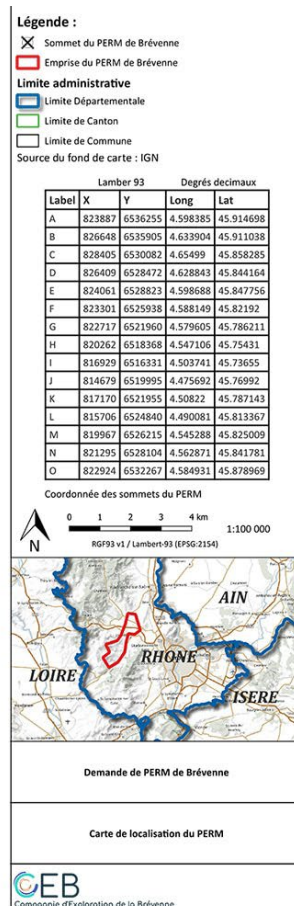 Légende :
Sommet du PERM de Brévenne
Emprise du PERM de Brévenne
Limite administrative
Limite Départementale
Limite de Canton
Limite de Commune
Source du fond de carte : IGN
Lamber 93 Degrés decimaux
Label X Y Long Lat
A 823887 6536255 4.598385 45.914698
B 826648 6535905 4.633904 45.911038
C 828405 6530082 4.65499 45.858285
D 826409 6528472 4.628843 45.844164
E 824061 6528823 4.598688 45.847756
F 823301 6525938 4.588149 45.82192
G 822717 6521960 4.579605 45.786211
H 820262 6518368 4.547106 45.75431
I 816929 6516331 4.503741 45.73655
J 814679 6519995 4.475692 45.76992
K 817170 6521955 4.50822 45.787143
L 815706 6524840 4.490081 45.813367
M 819967 6526215 4.545288 45.825009
N 821295 6528104 4.562871 45.841781
O 822924 6532267 4.584931 45.878969
Coordonnée des sommets du PERM
0 1 2 3 4 km
1:100 000
N
RGF93 v1 / Lambert-93 (EPSG:2154)
AIN
RHONE
LOIRE
ISERE
Demande de PERM de Brévenne
Carte de localisation du PERM
CEB
Compagnie d'Exploration de la Brévenne